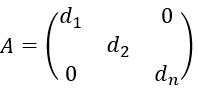 d₁ 0
A = ( d₂ )
0 dₙ